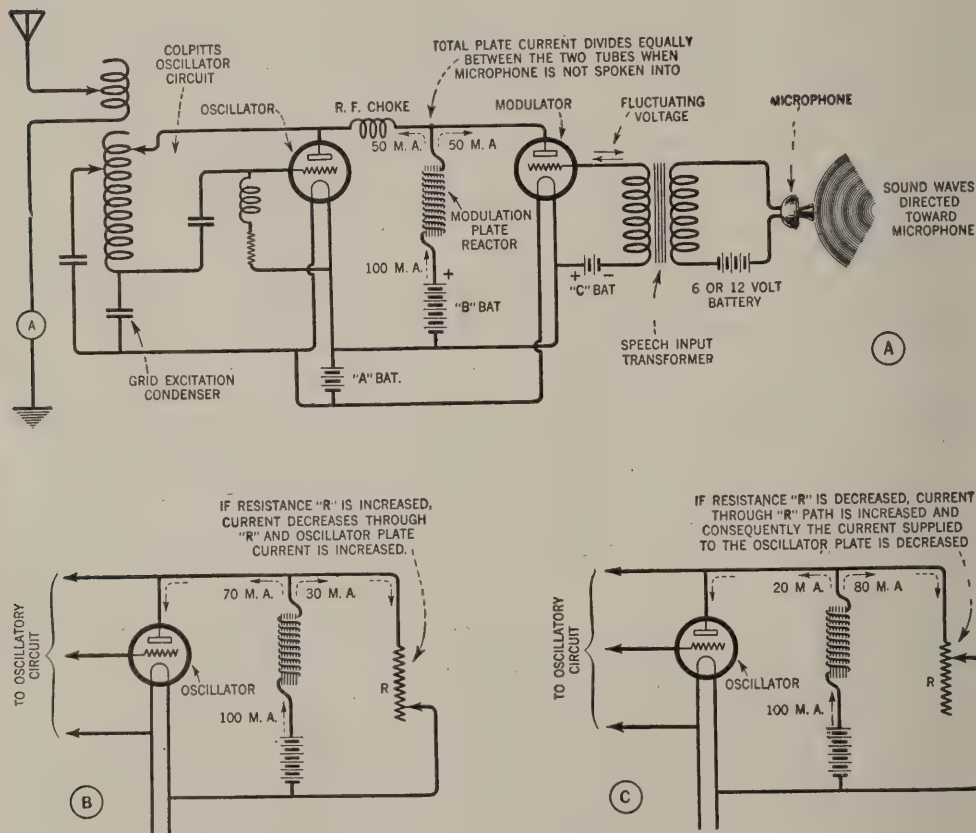 COLPITTS
OSCILLATOR
CIRCUIT
OSCILLATOR
R. F. CHOKE
TOTAL PLATE CURRENT DIVIDES EQUALLY
BETWEEN THE TWO TUBES WHEN
MICROPHONE IS NOT SPOKEN INTO
MODULATOR
FLUCTUATING
VOLTAGE
MICROPHONE
50 M. A.
50 M. A
MODULATION
PLATE
REACTOR
100 M. A.
+
"B" BAT
+
-
"C" BAT
6 OR 12 VOLT
BATTERY
SOUND WAVES
DIRECTED
TOWARD
MICROPHONE
SPEECH INPUT
TRANSFORMER
A
GRID EXCITATION
CONDENSER
"A" BAT.
A
IF RESISTANCE "R" IS INCREASED,
CURRENT DECREASES THROUGH
"R" AND OSCILLATOR PLATE
CURRENT IS INCREASED.
70 M. A.
30 M. A.
TO OSCILLATORY
CIRCUIT
OSCILLATOR
R
100 M. A.
B
IF RESISTANCE "R" IS DECREASED, CURRENT
THROUGH "R" PATH IS INCREASED AND
CONSEQUENTLY THE CURRENT SUPPLIED
TO THE OSCILLATOR PLATE IS DECREASED
20 M. A.
80 M. A
TO OSCILLATORY
CIRCUIT
OSCILLATOR
R
100 M. A.
C